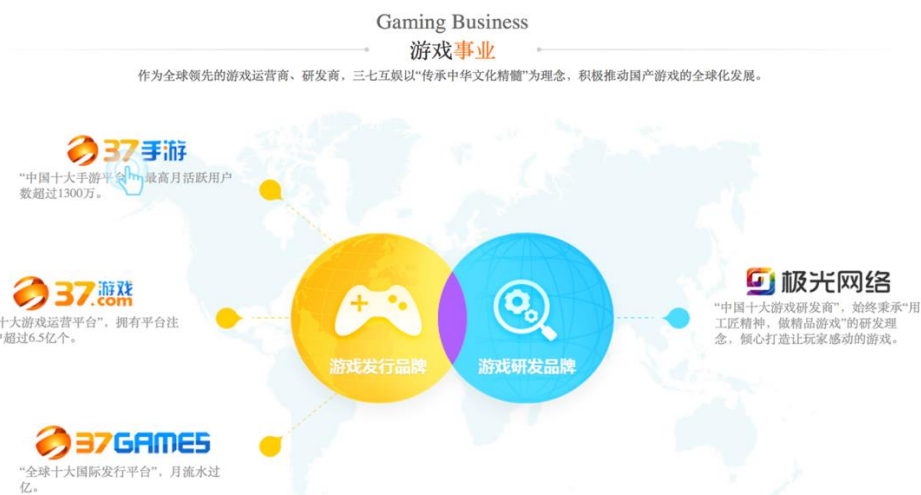 Gaming Business
游戏事业
作为全球领先的游戏运营商、研发商，三七互娱以“传承中华文化精髓”为理念，积极推动国产游戏的全球化发展。
37手游
“中国十大手游平 最高月活跃用户
数超过1300万。
37游戏.com
十大游戏运营平台”，拥有平台注
超过6.5亿个。
37GAMES
“全球十大国际发行平台”，月流水过
亿。
游戏发行品牌
游戏研发品牌
极光网络
“中国十大游戏研发商”，始终秉承“用
工匠精神，做精品游戏”的研发理
念，倾心打造让玩家感动的游戏。